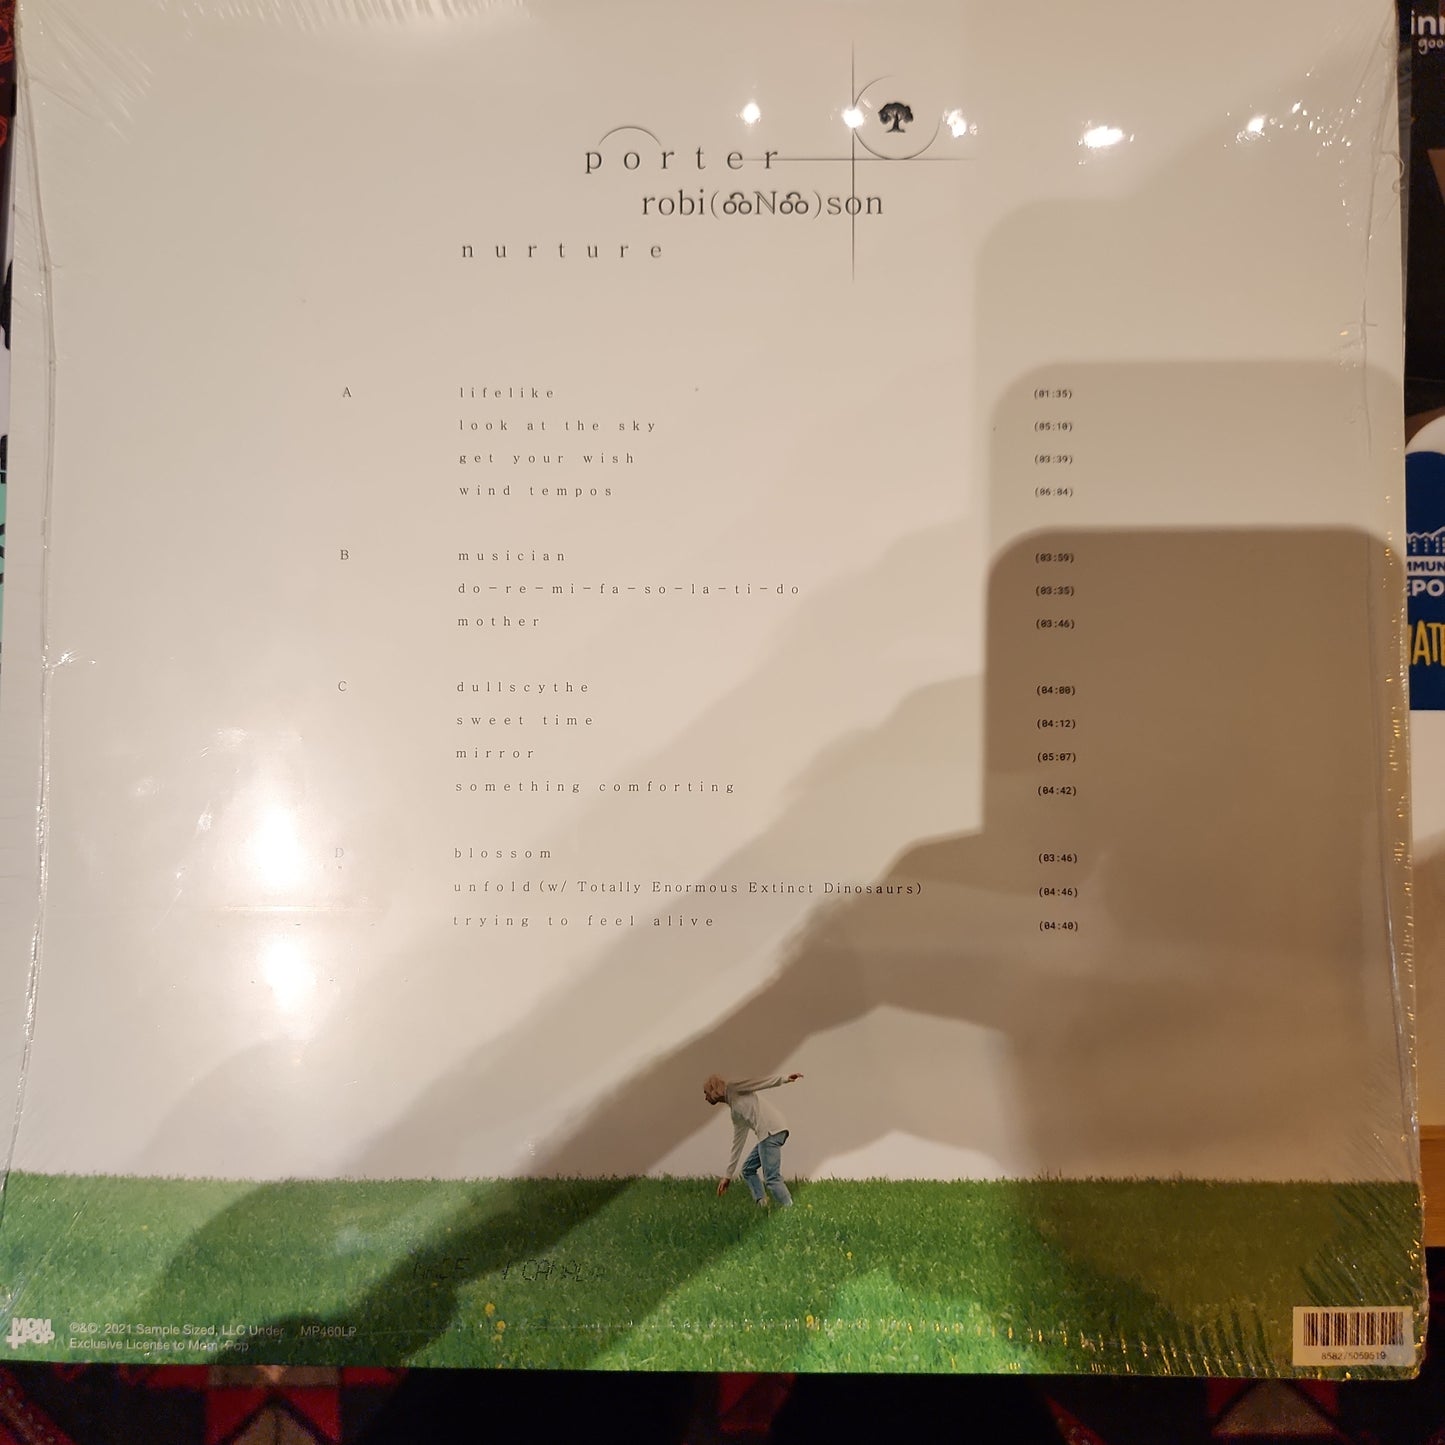 porter
robi(ꙮNꙮ)son
nurture
A lifelike (01:35)
look at the sky (05:10)
get your wish (03:39)
wind tempos (06:04)
B musician (03:59)
do-re-mi-fa-so-la-ti-do (03:35)
mother (03:46)
C dullscythe (04:00)
sweet time (04:12)
mirror (05:07)
something comforting (04:42)
D blossom (03:46)
unfold (w/ Totally Enormous Extinct Dinosaurs) (04:46)
trying to feel alive (04:40)
MADE CANADA
MOM
+POP
℗&©: 2021 Sample Sized, LLC Under MP460LP
Exclusive License to Mom+Pop
858275059519